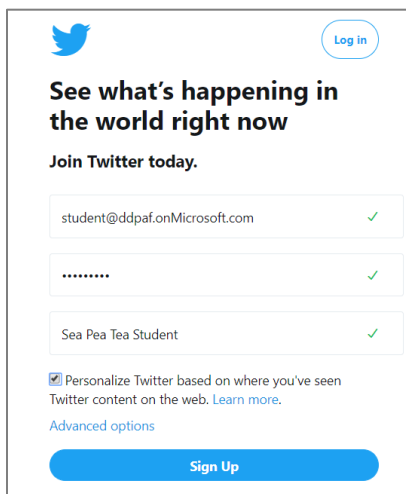 Log in
See what's happening in
the world right now
Join Twitter today.
student@ddpaf.onMicrosoft.com
•••••••••
Sea Pea Tea Student
Personalize Twitter based on where you've seen
Twitter content on the web. Learn more.
Advanced options
Sign Up